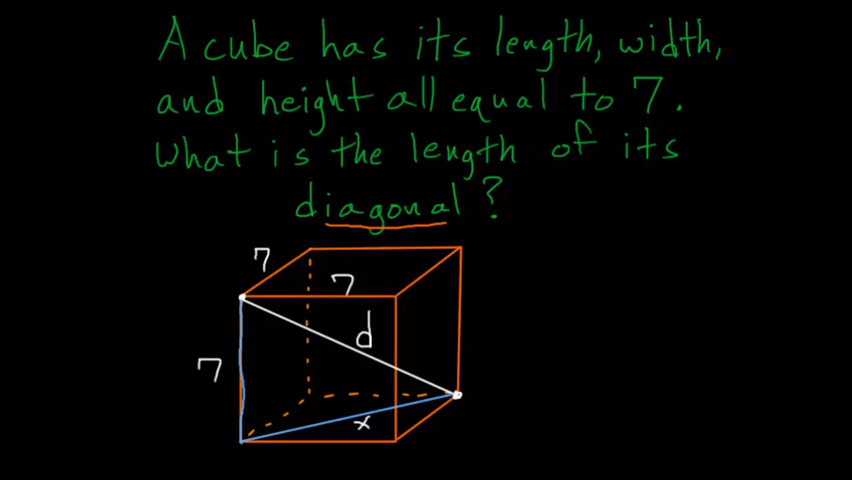 A cube has its length, width,
and height all equal to 7.
What is the length of its
diagonal?
7
7
d
7
x